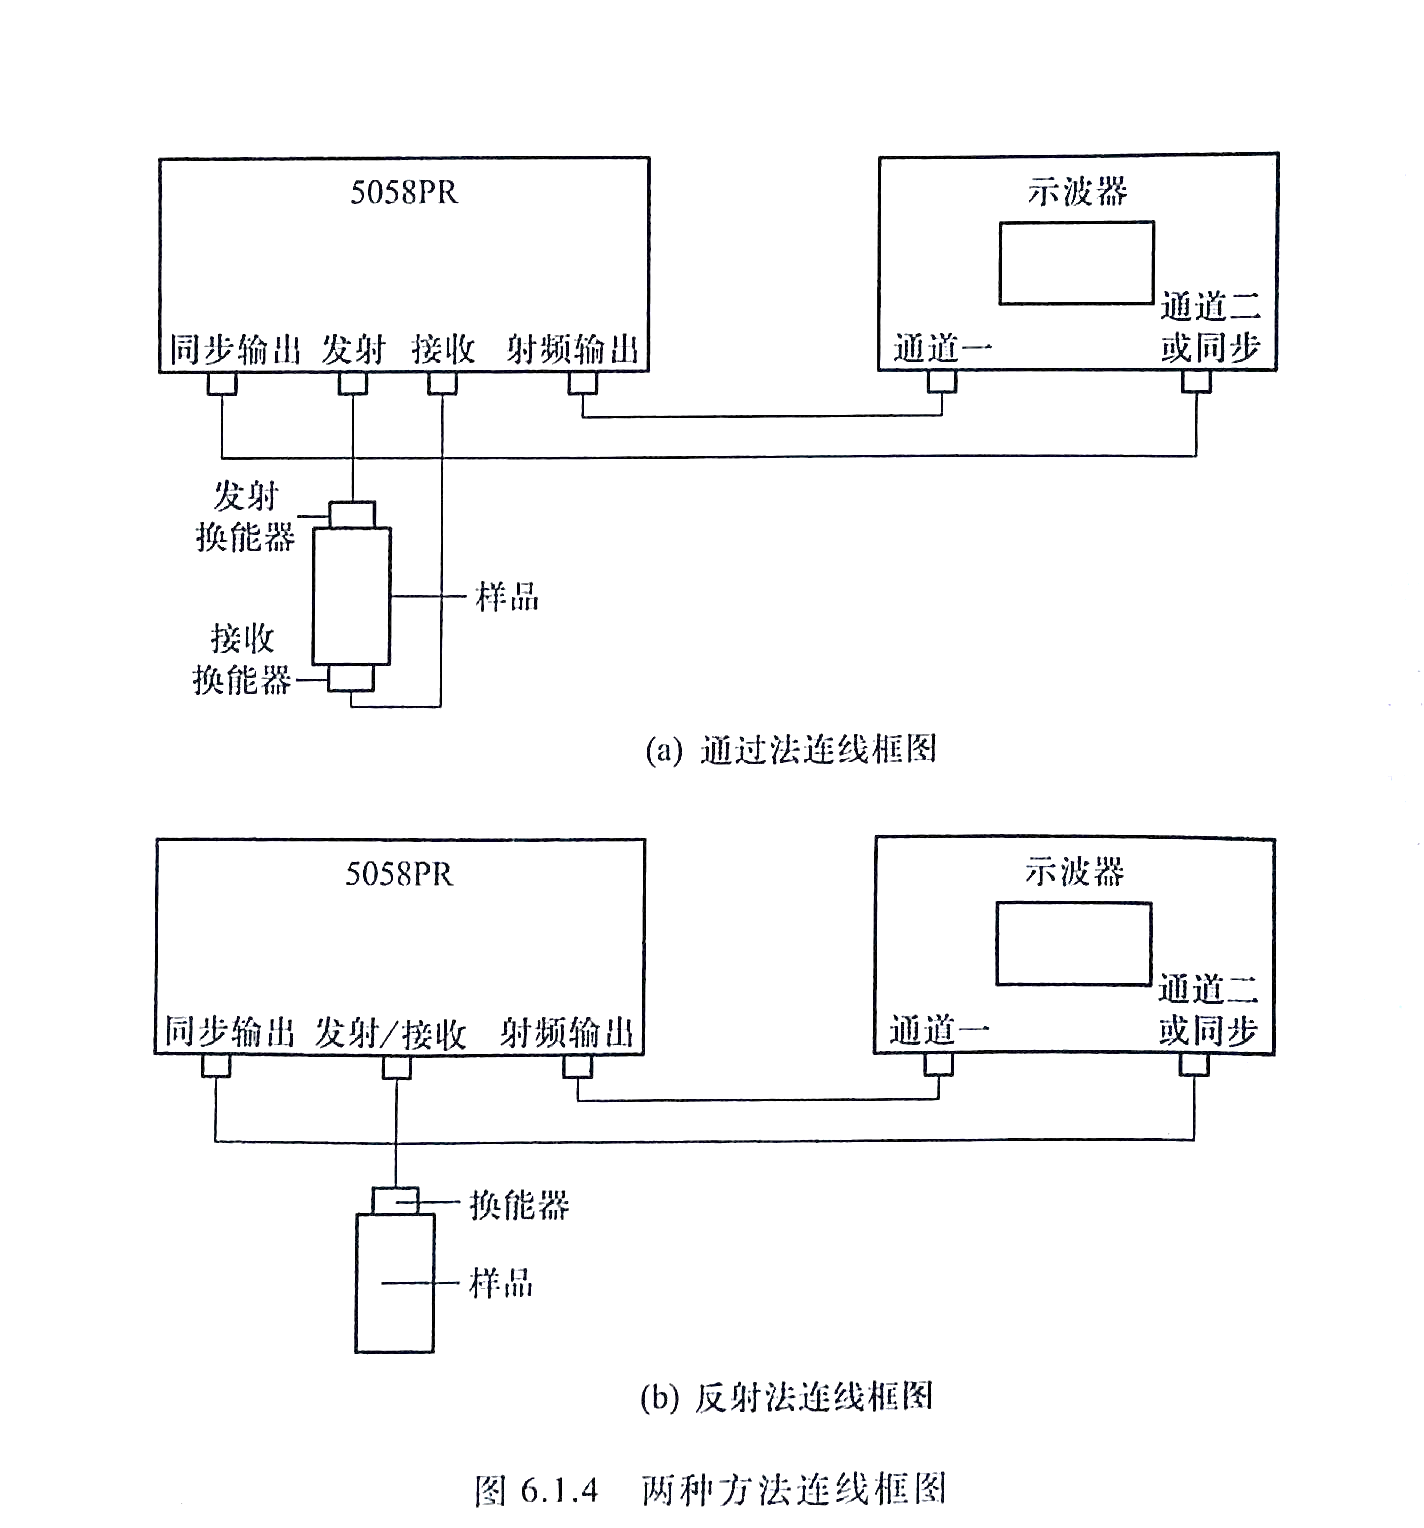 5058PR
同步输出 发射 接收 射频输出
示波器
通道一
通道二
或同步
发射
换能器
样品
接收
换能器
(a) 通过法连线框图
5058PR
同步输出 发射/接收 射频输出
示波器
通道一
通道二
或同步
换能器
样品
(b) 反射法连线框图
图 6.1.4 两种方法连线框图